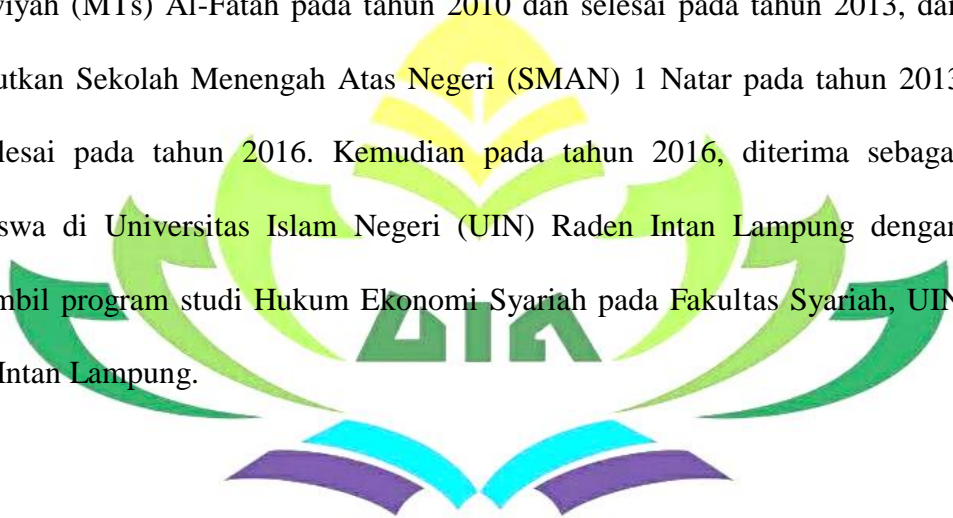 wiyah (MTs) Al-Fatah pada tahun 2010 dan selesai pada tahun 2013, dan
utkan Sekolah Menengah Atas Negeri (SMAN) 1 Natar pada tahun 2013
lesai pada tahun 2016. Kemudian pada tahun 2016, diterima sebaga
swa di Universitas Islam Negeri (UIN) Raden Intan Lampung dengan
mbil program studi Hukum Ekonomi Syariah pada Fakultas Syariah, UIN
Intan Lampung.